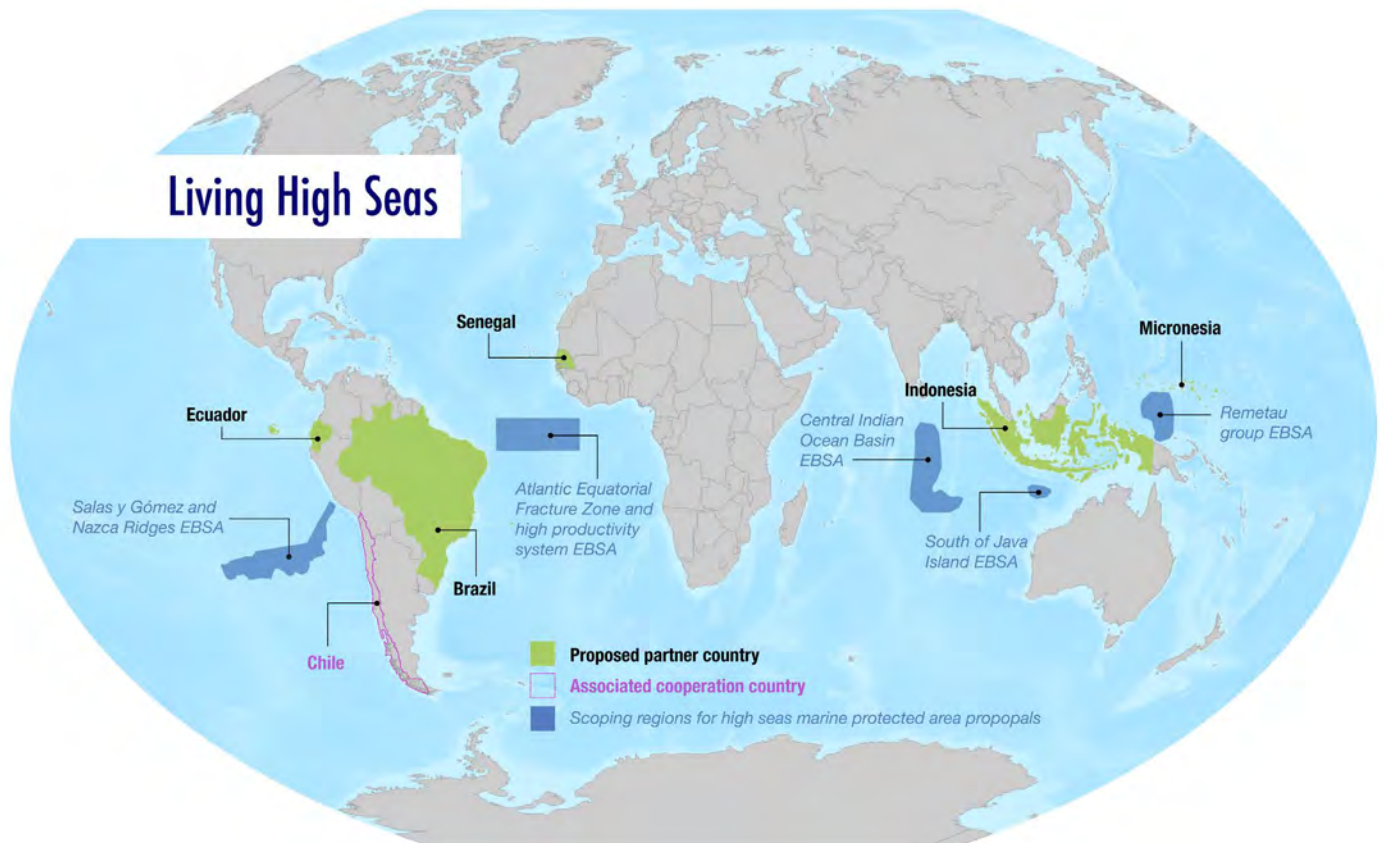 Living High Seas
Senegal
Micronesia
Ecuador
Indonesia
Central Indian
Ocean Basin
EBSA
Remetau
group EBSA
Salas y Gómez and
Nazca Ridges EBSA
Atlantic Equatorial
Fracture Zone and
high productivity
system EBSA
South of Java
Island EBSA
Brazil
Chile
Proposed partner country
Associated cooperation country
Scoping regions for high seas marine protected area propopals